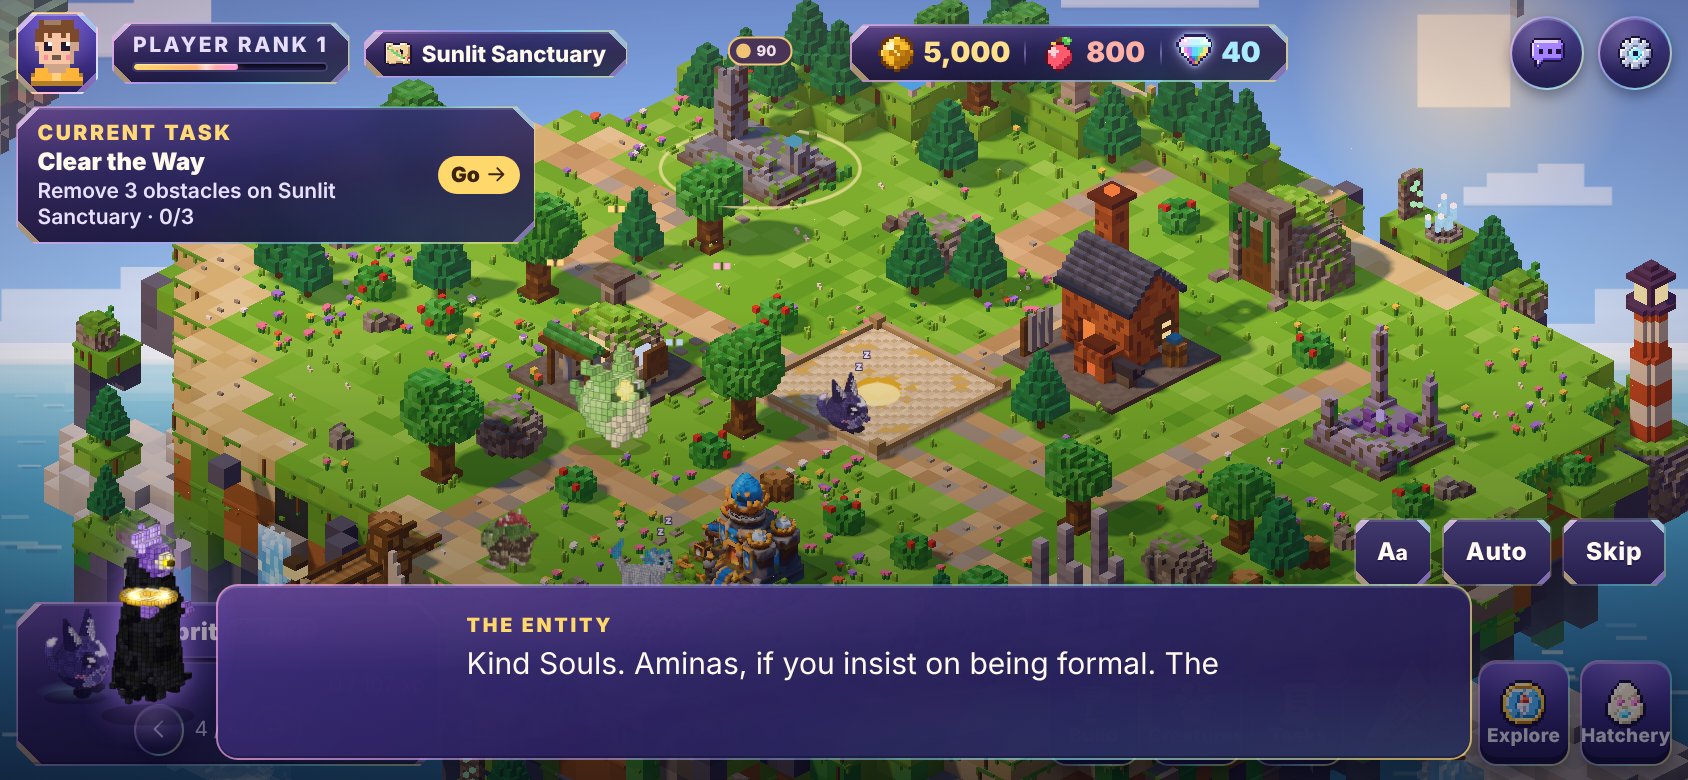 PLAYER RANK 1
Sunlit Sanctuary
90
5,000
800
40
CURRENT TASK
Clear the Way
Remove 3 obstacles on Sunlit
Sanctuary · 0/3
Go →
z
z
z
z
Aa
Auto
Skip
THE ENTITY
Kind Souls. Aminas, if you insist on being formal. The
4
Explore
Hatchery